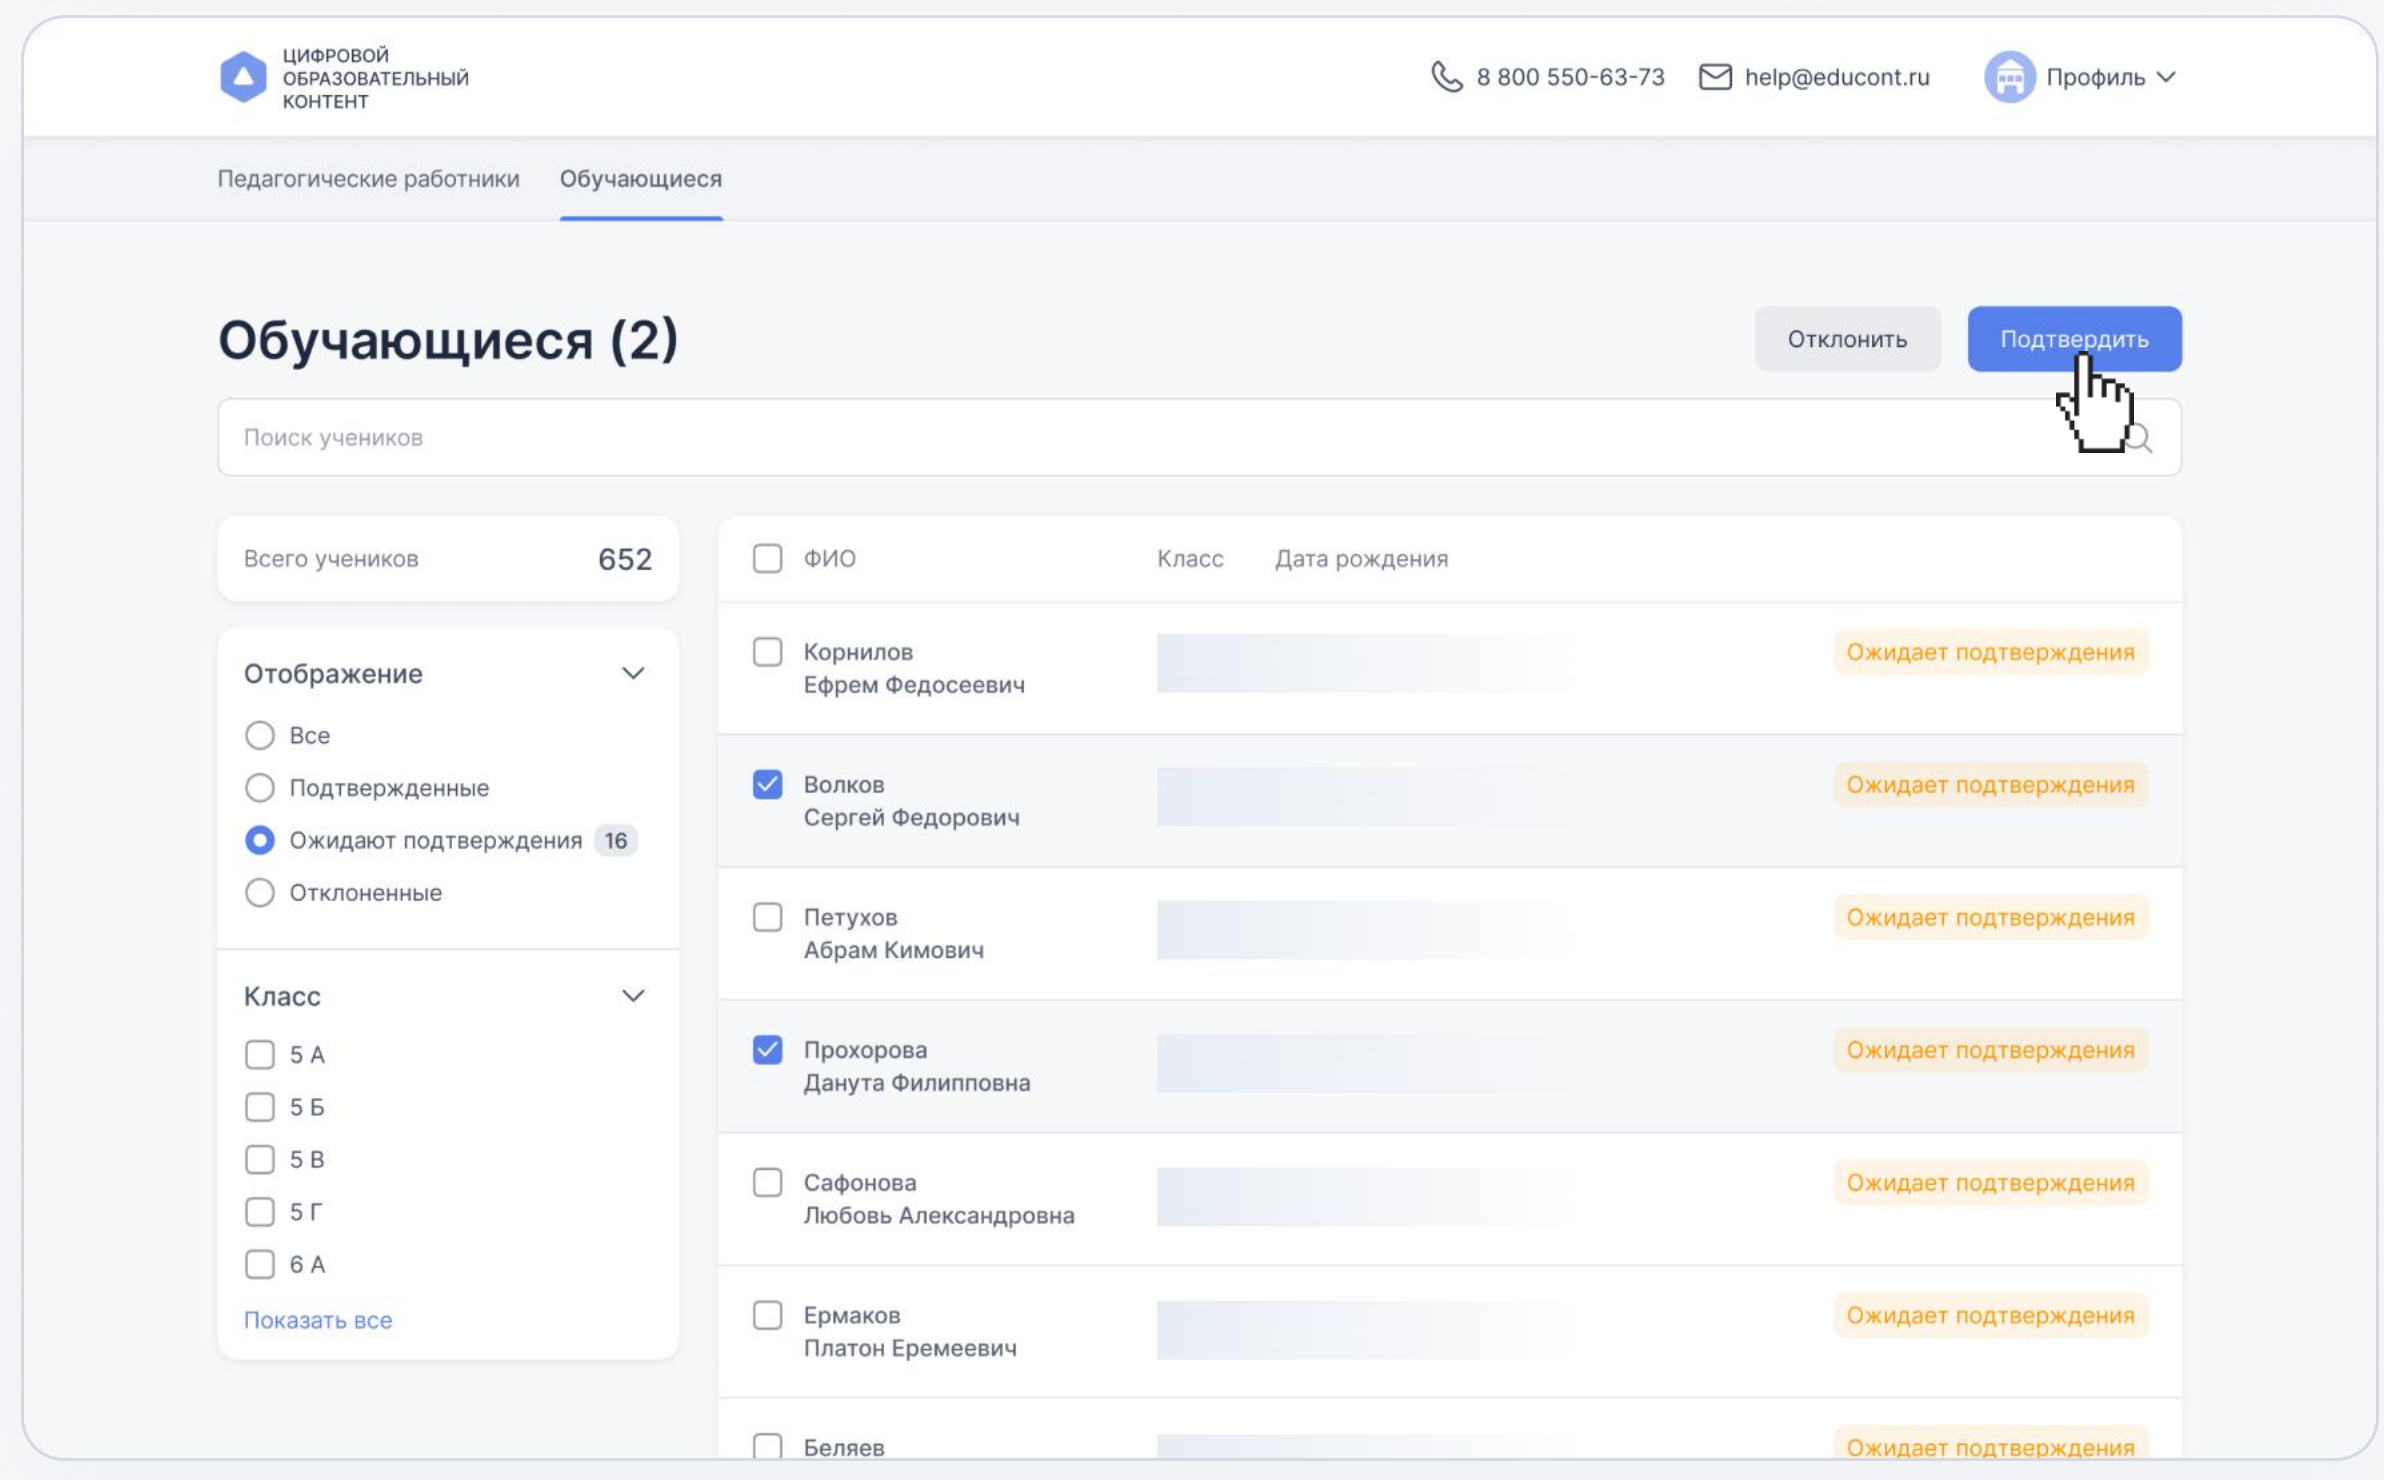 ЦИФРОВОЙ
ОБРАЗОВАТЕЛЬНЫЙ
КОНТЕНТ
8 800 550-63-73
help@educont.ru
Профиль
Педагогические работники
Обучающиеся
Обучающиеся (2)
Отклонить
Подтвердить
Поиск учеников
Всего учеников 652
Отображение
Все
Подтвержденные
Ожидают подтверждения 16
Отклоненные
Класс
5 А
5 Б
5 В
5 Г
6 А
Показать все
ФИО Класс Дата рождения
Корнилов Ожидает подтверждения
Ефрем Федосеевич
Волков Ожидает подтверждения
Сергей Федорович
Петухов Ожидает подтверждения
Абрам Кимович
Прохорова Ожидает подтверждения
Данута Филипповна
Сафонова Ожидает подтверждения
Любовь Александровна
Ермаков Ожидает подтверждения
Платон Еремеевич
Беляев Ожидает подтверждения